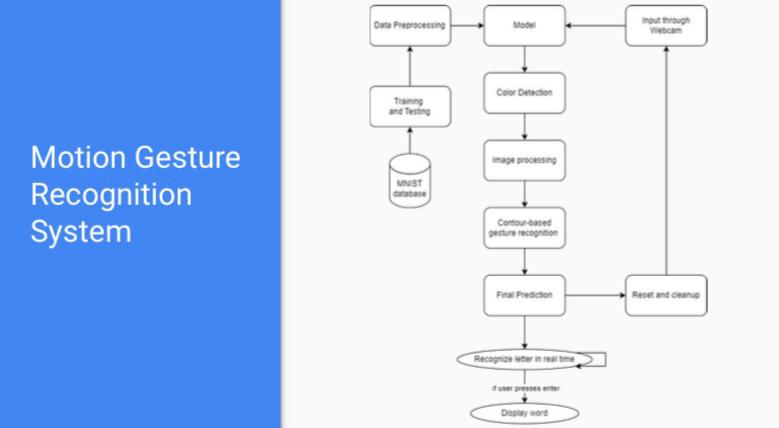 Motion Gesture
Recognition
System
Data Preprocessing
Model
Input through
Webcam
Training
and Testing
Color Detection
MNIST
database
Image processing
Contour-based
gesture recognition
Final Prediction
Reset and cleanup
Recognize letter in real time
if user presses enter
Display word